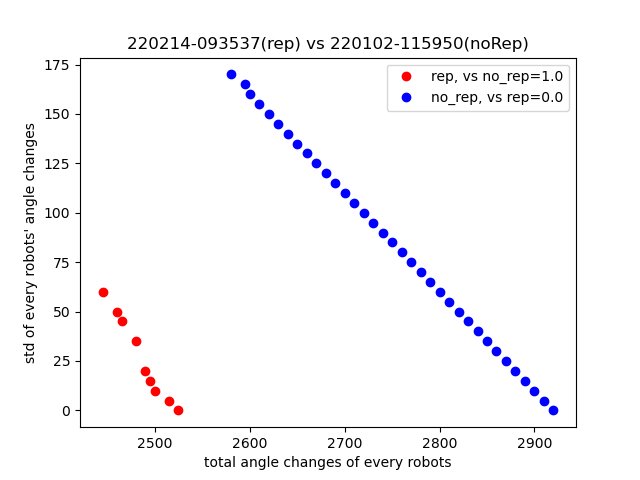 220214-093537(rep) vs 220102-115950(noRep)
175
150
125
100
75
50
25
0
std of every robots' angle changes
rep, vs no_rep=1.0
no_rep, vs rep=0.0
2500
2600
2700
2800
2900
total angle changes of every robots